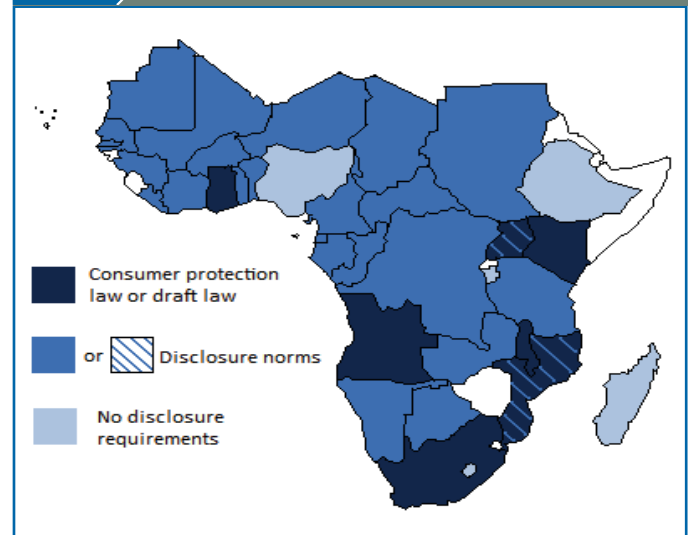 Consumer protection
law or draft law
or Disclosure norms
No disclosure
requirements